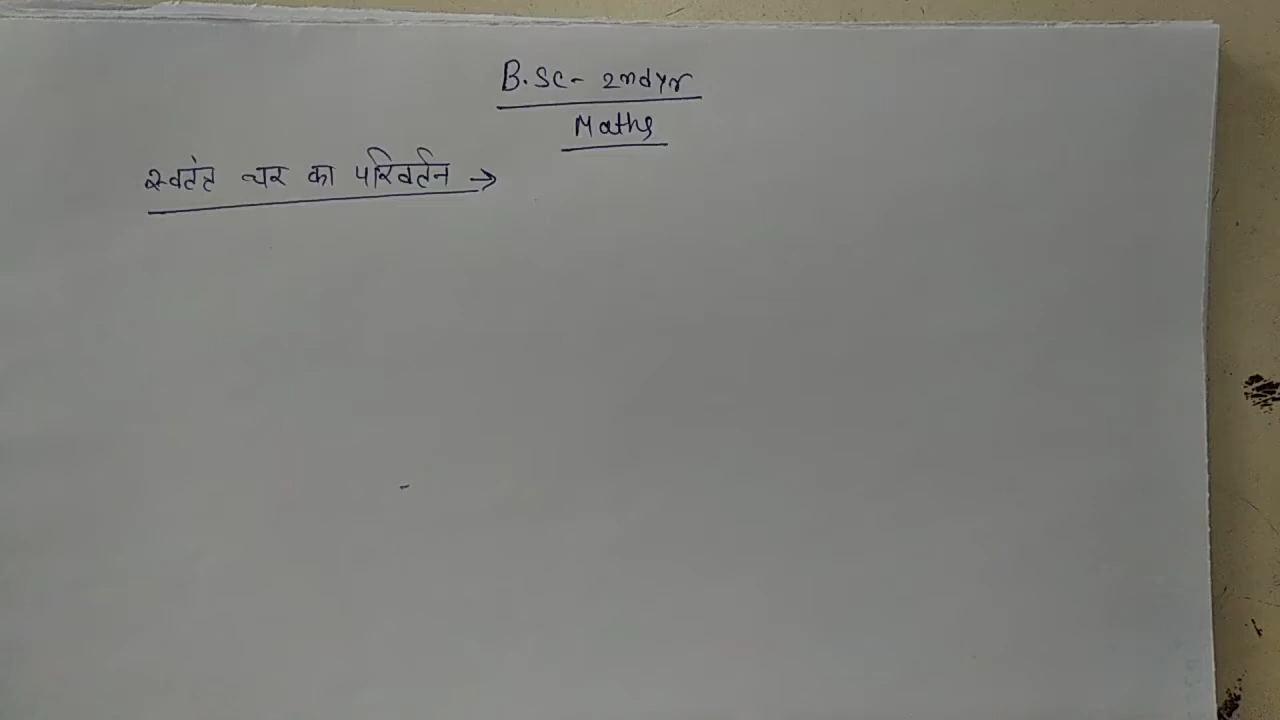 B.Sc- 2nd yr
Maths
स्वतंत्र चर का परिवर्तन →